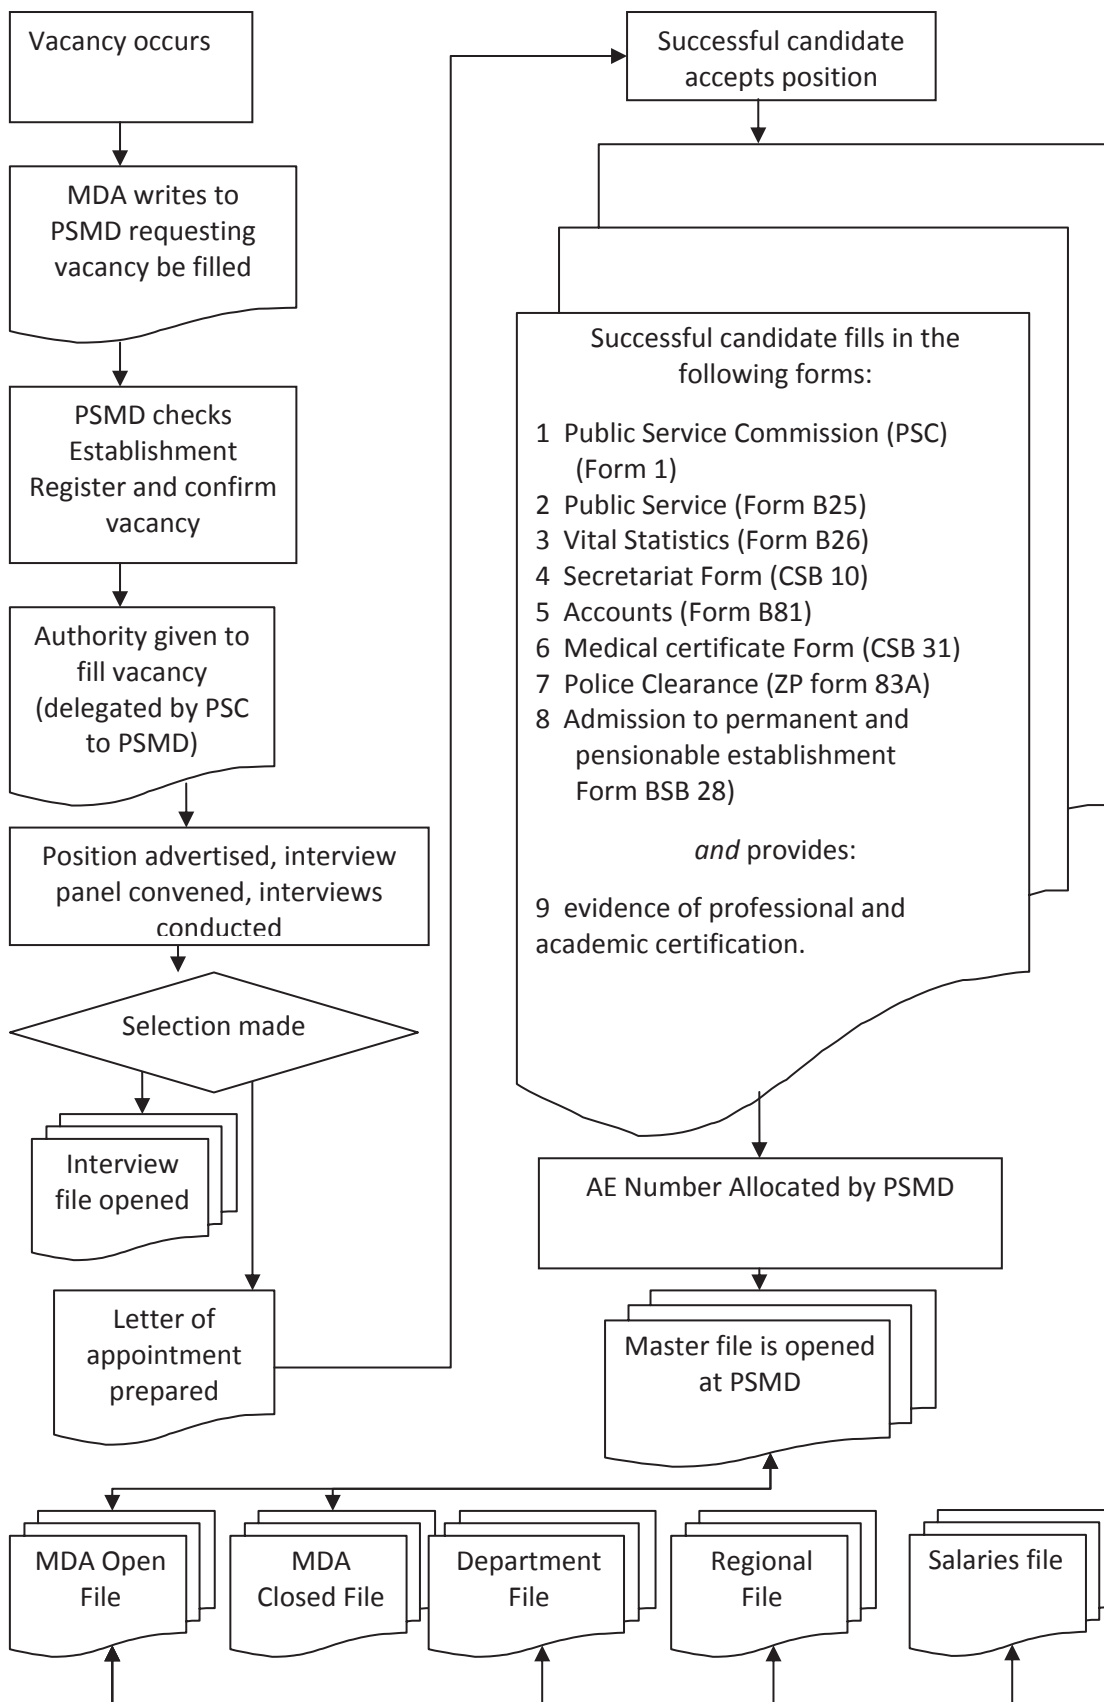 Vacancy occurs
MDA writes to
PSMD requesting
vacancy be filled
PSMD checks
Establishment
Register and confirm
vacancy
Authority given to
fill vacancy
(delegated by PSC
to PSMD)
Position advertised, interview
panel convened, interviews
conducted
Selection made
Interview
file opened
Letter of
appointment
prepared
Successful candidate
accepts position
Successful candidate fills in the
following forms:
1 Public Service Commission (PSC)
(Form 1)
2 Public Service (Form B25)
3 Vital Statistics (Form B26)
4 Secretariat Form (CSB 10)
5 Accounts (Form B81)
6 Medical certificate Form (CSB 31)
7 Police Clearance (ZP form 83A)
8 Admission to permanent and
pensionable establishment
Form BSB 28)
and provides:
9 evidence of professional and
academic certification.
AE Number Allocated by PSMD
Master file is opened
at PSMD
MDA Open
File
MDA
Closed File
Department
File
Regional
File
Salaries file